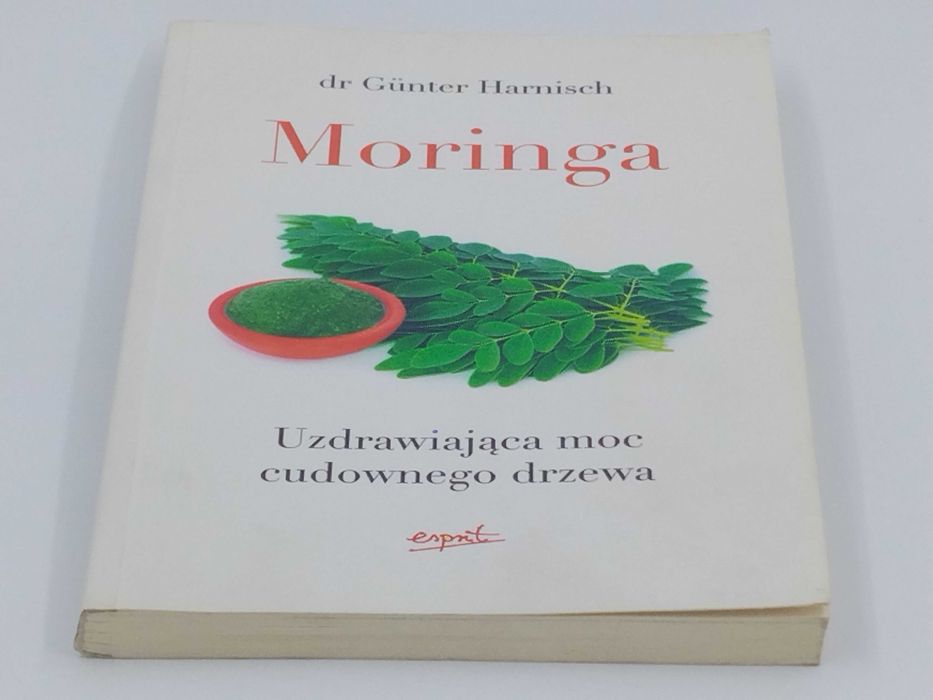 dr Günter Harnisch
Moringa
Uzdrawiająca moc
cudownego drzewa
esprit